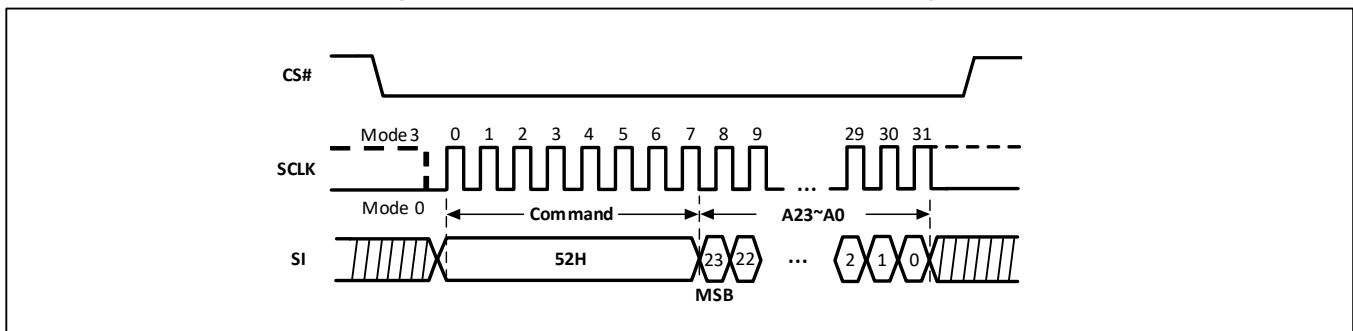 CS#
Mode 3 0 1 2 3 4 5 6 7 8 9 29 30 31
SCLK ...
Mode 0 Command A23~A0
SI 52H 23 22 ... 2 1 0
MSB